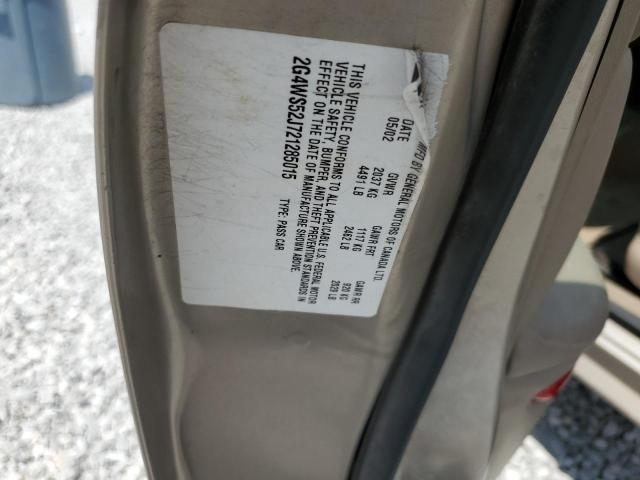 MFD BY GENERAL MOTORS OF CANADA LTD.
DATE GVWR GAWR FRT GAWR RR
05/02 2037 KG 1117 KG 920 KG
4491 LB 2462 LB 2029 LB
THIS VEHICLE CONFORMS TO ALL APPLICABLE U.S. FEDERAL MOTOR
VEHICLE SAFETY, BUMPER, AND THEFT PREVENTION STANDARDS IN
EFFECT ON THE DATE OF MANUFACTURE SHOWN ABOVE.
2G4WS52J721285015 TYPE: PASS CAR